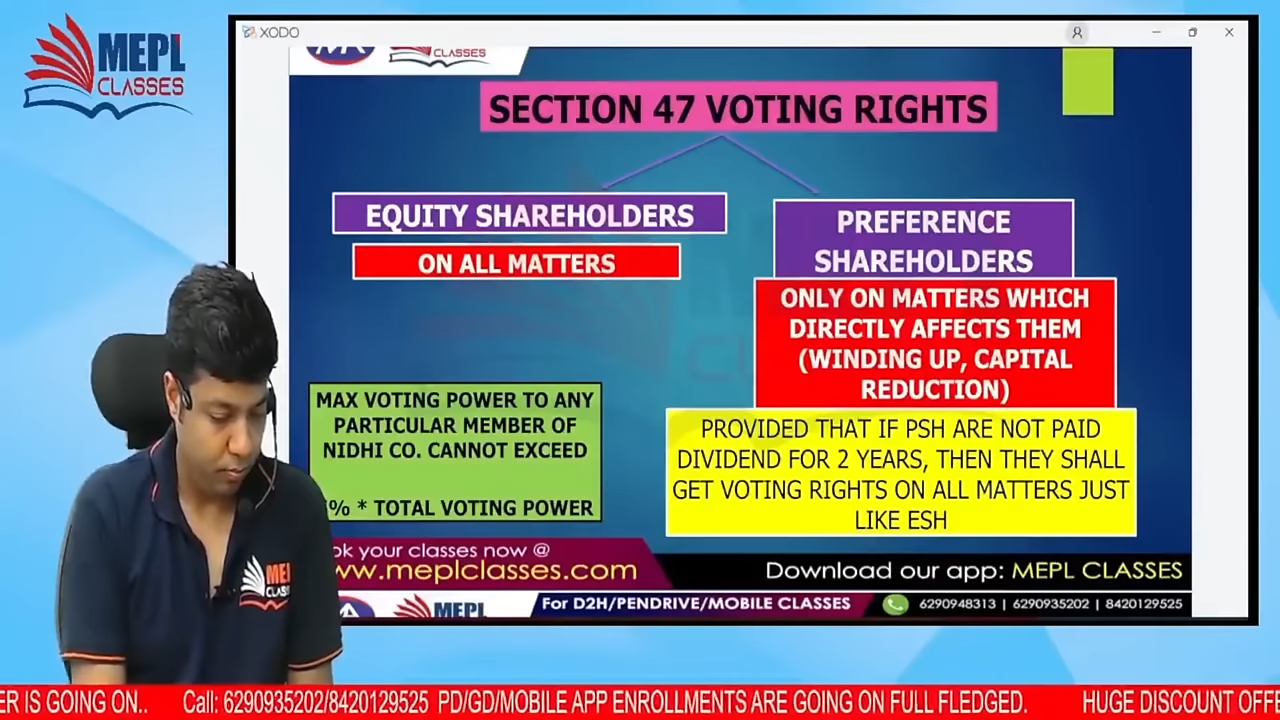 MEPL
CLASSES
XODO
CLASSES
SECTION 47 VOTING RIGHTS
EQUITY SHAREHOLDERS
ON ALL MATTERS
PREFERENCE
SHAREHOLDERS
ONLY ON MATTERS WHICH
DIRECTLY AFFECTS THEM
(WINDING UP, CAPITAL
REDUCTION)
MAX VOTING POWER TO ANY
PARTICULAR MEMBER OF
NIDHI CO. CANNOT EXCEED
% * TOTAL VOTING POWER
PROVIDED THAT IF PSH ARE NOT PAID
DIVIDEND FOR 2 YEARS, THEN THEY SHALL
GET VOTING RIGHTS ON ALL MATTERS JUST
LIKE ESH
your classes now @
.meplclasses.com
Download our app: MEPL CLASSES
MEPL
For D2H/PENDRIVE/MOBILE CLASSES
6290948313 | 6290935202 | 8420129525
IS GOING ON.. Call: 6290935202/8420129525 PD/GD/MOBILE APP ENROLLMENTS ARE GOING ON FULL FLEDGED. HUGE DISCOUNT